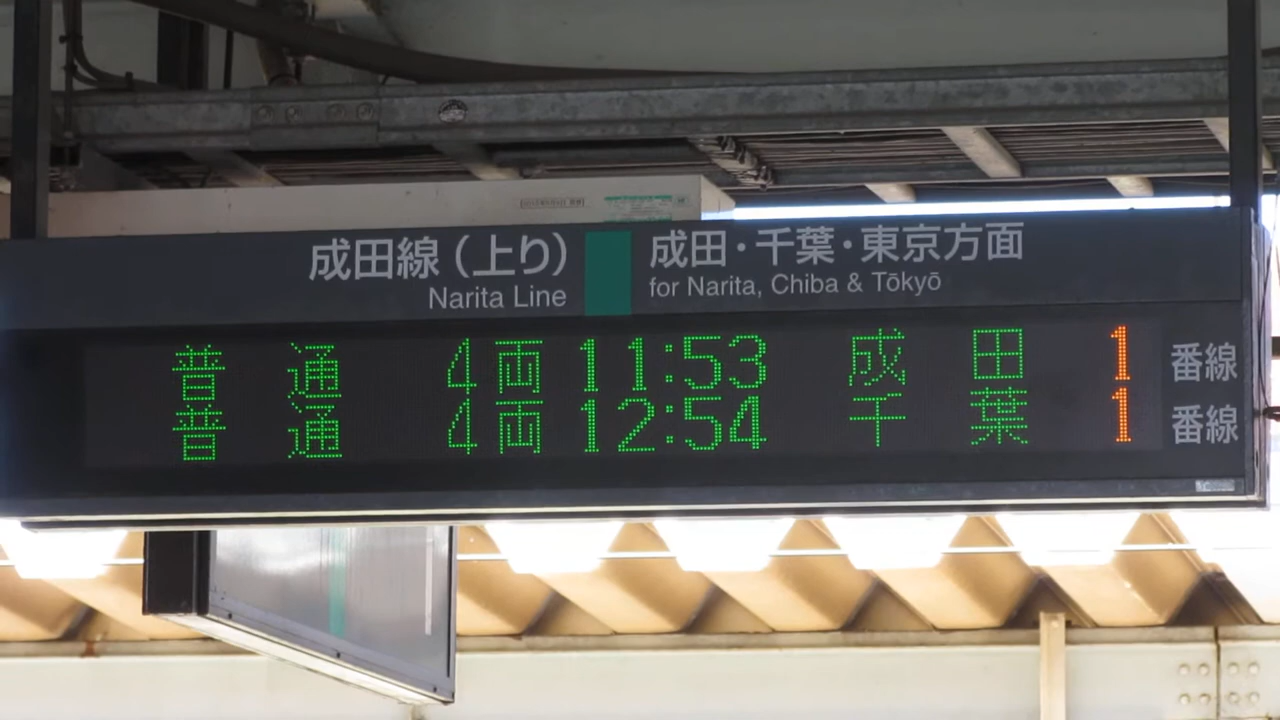 成田線（上り） 成田・千葉・東京方面
Narita Line for Narita, Chiba & Tōkyō
普通 4両 11:53 成田 1 番線
普通 4両 12:54 千葉 1 番線